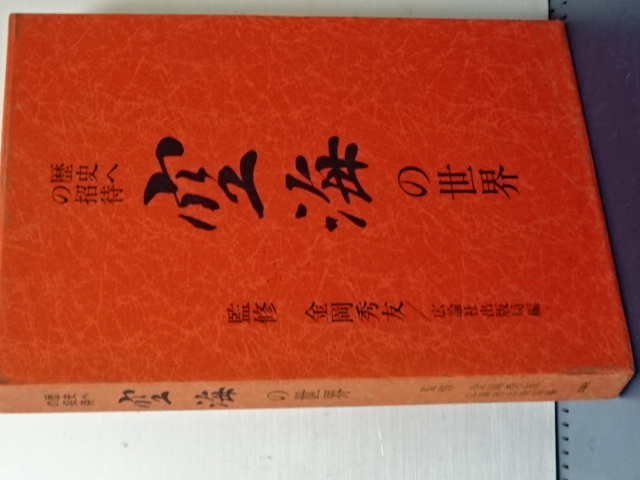 歴史へ
の招待
空海の世界
監修 金岡秀友／広論社出版局編
歴史へ
の招待
空海の世界